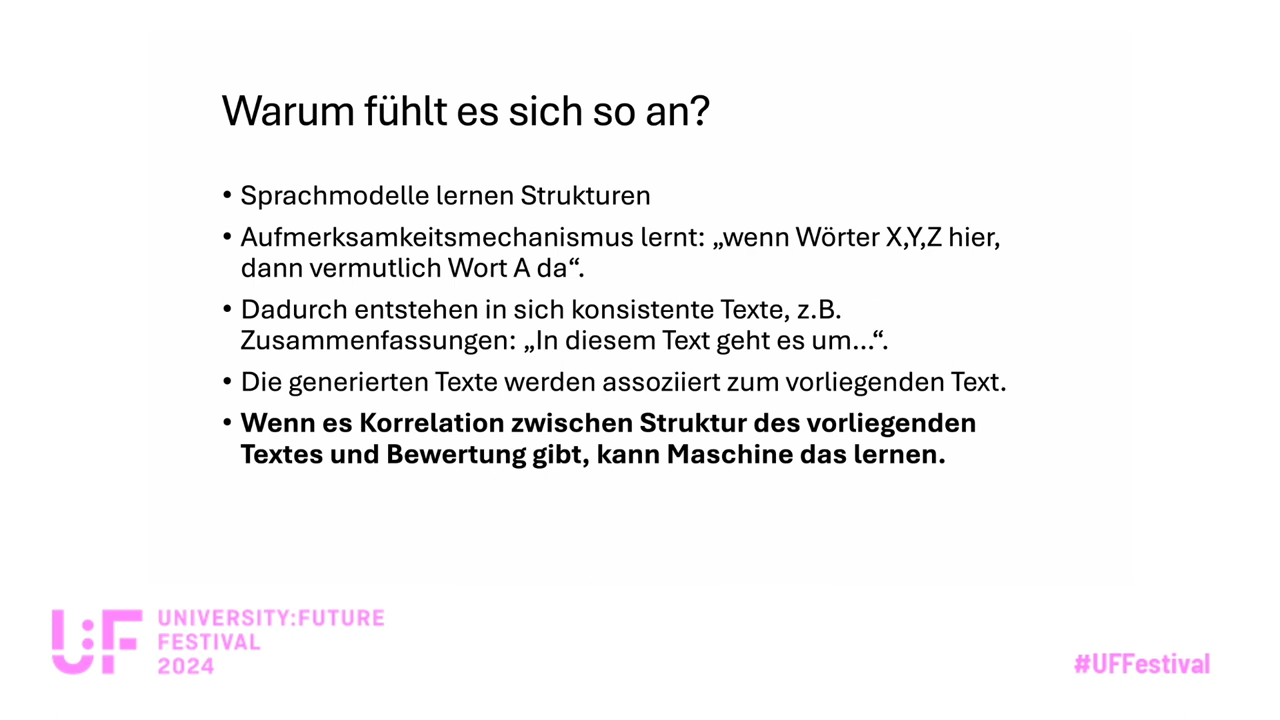 Warum fühlt es sich so an?
• Sprachmodelle lernen Strukturen
• Aufmerksamkeitsmechanismus lernt: „wenn Wörter X,Y,Z hier,
dann vermutlich Wort A da“.
• Dadurch entstehen in sich konsistente Texte, z.B.
Zusammenfassungen: „In diesem Text geht es um...“.
• Die generierten Texte werden assoziiert zum vorliegenden Text.
• Wenn es Korrelation zwischen Struktur des vorliegenden
Textes und Bewertung gibt, kann Maschine das lernen.
U:F
UNIVERSITY:FUTURE
FESTIVAL
2024
#UFFestival